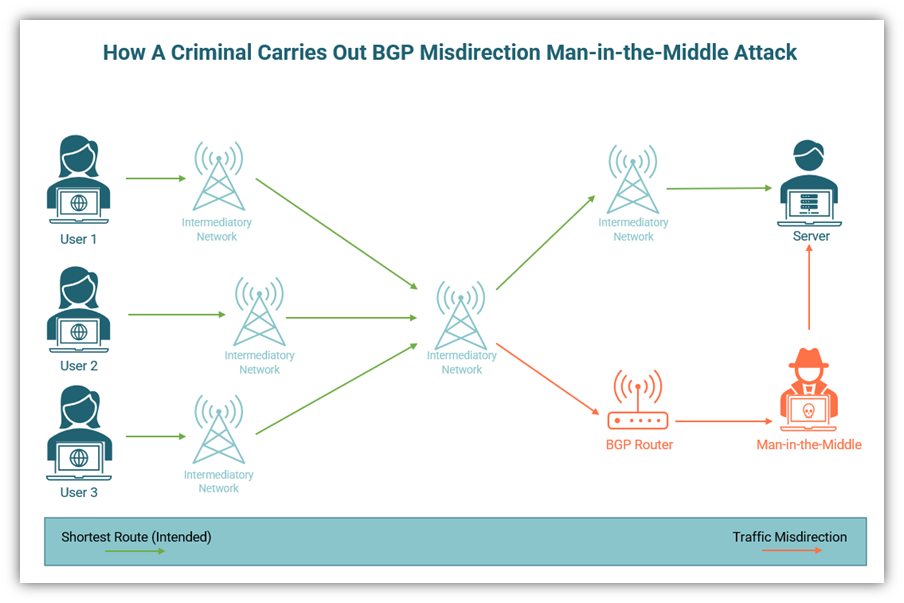 How A Criminal Carries Out BGP Misdirection Man-in-the-Middle Attack
User 1
Intermediatory
Network
Intermediatory
Network
Server
User 2
Intermediatory
Network
Intermediatory
Network
User 3
Intermediatory
Network
BGP Router
Man-in-the-Middle
Shortest Route (Intended)
Traffic Misdirection